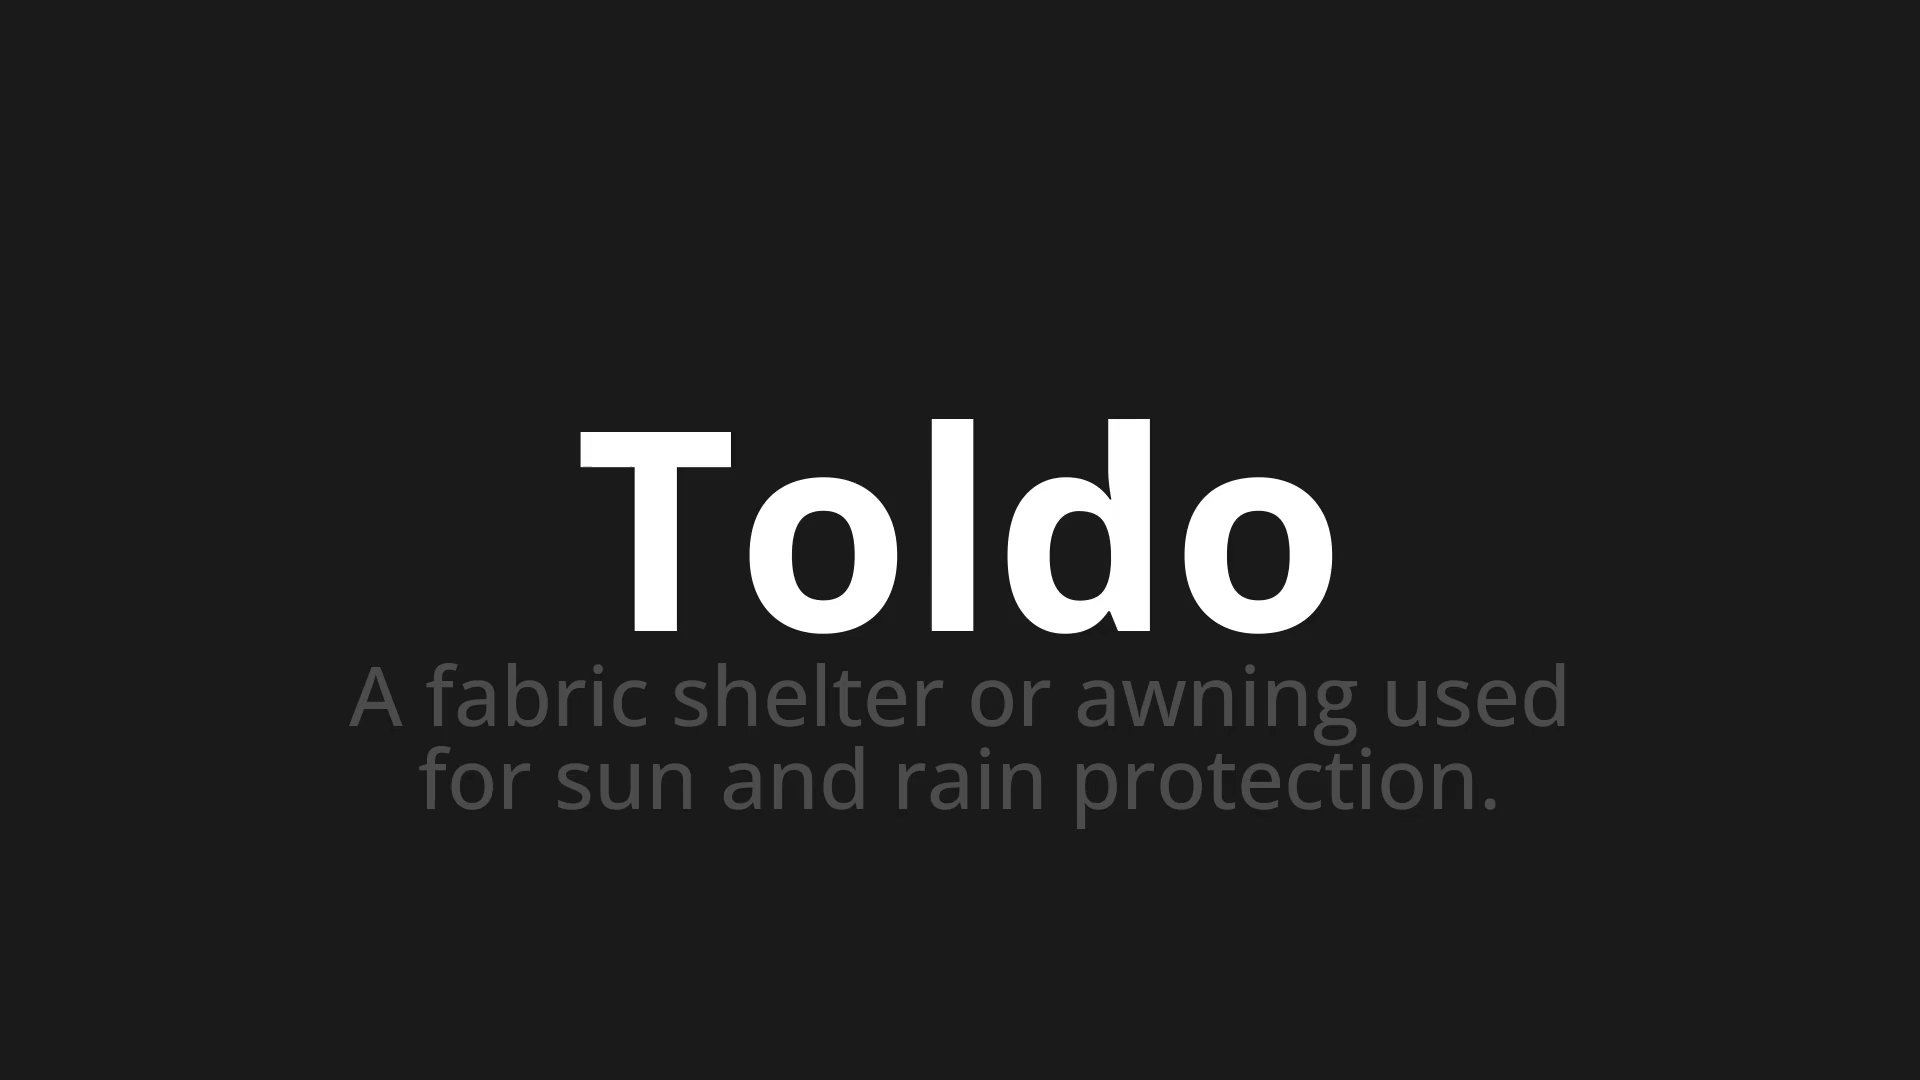 Toldo
A fabric shelter or awning used
for sun and rain protection.